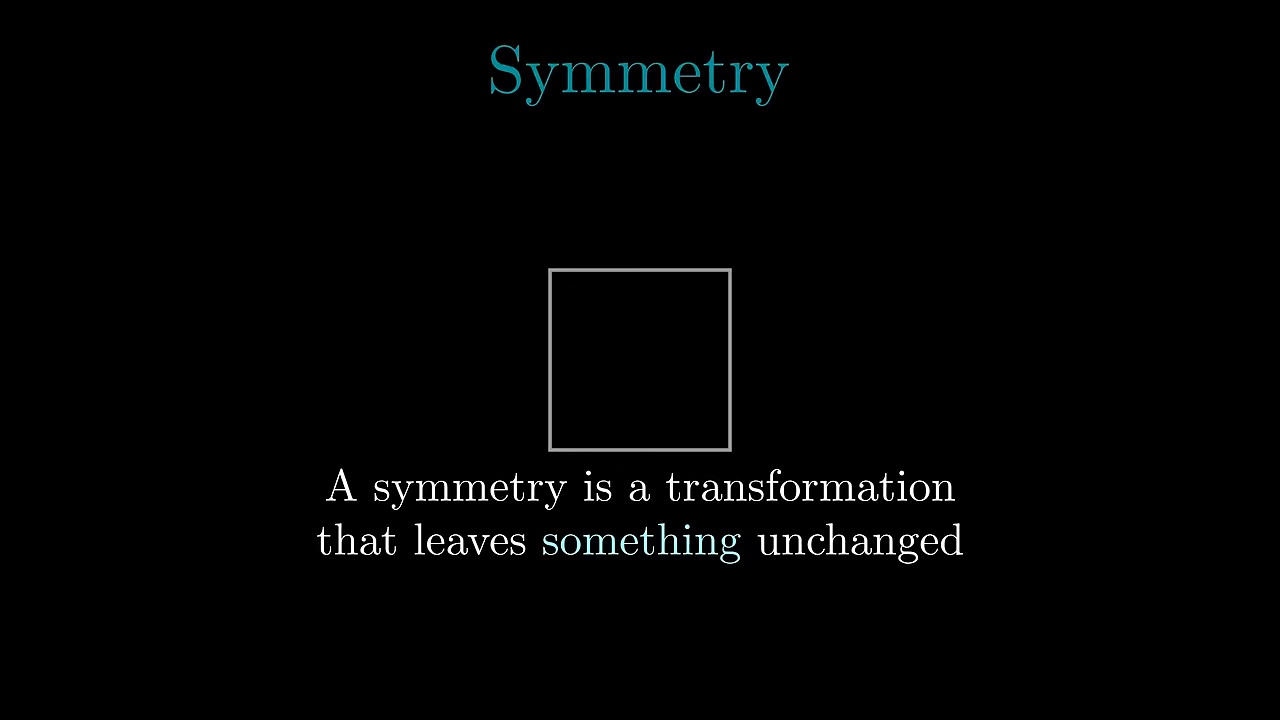 Symmetry
A symmetry is a transformation
that leaves something unchanged